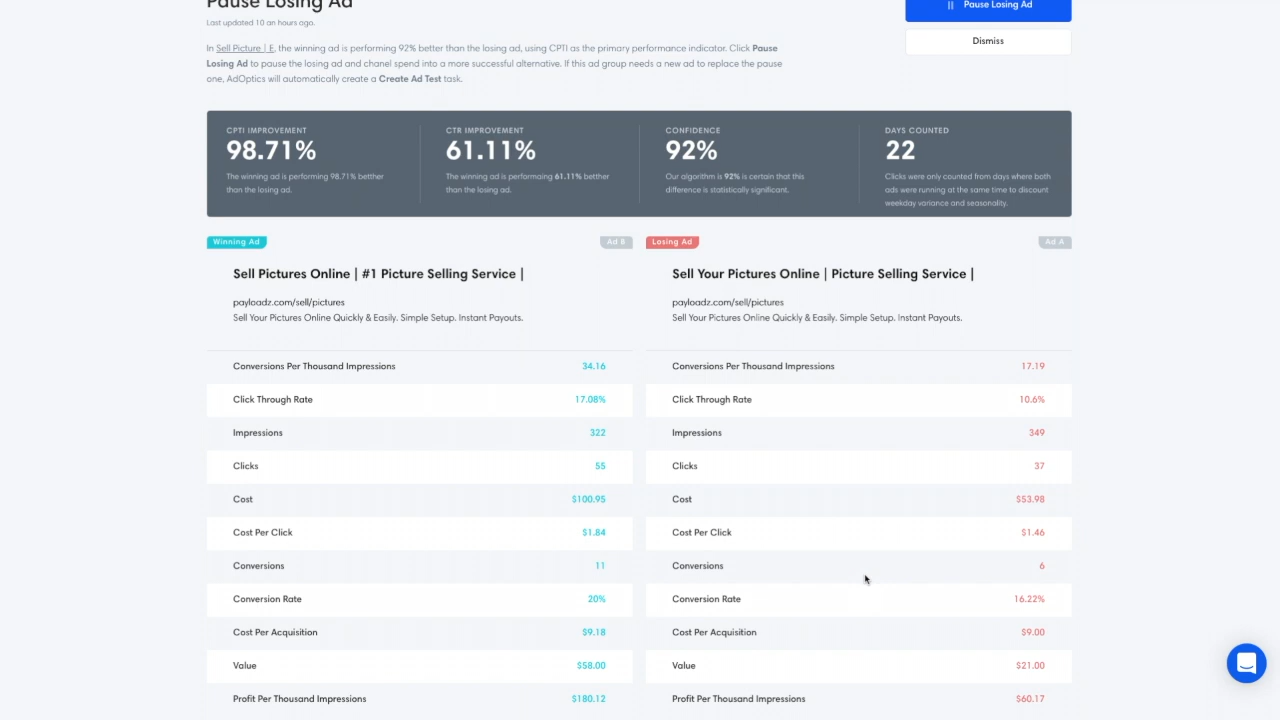 Pause Losing Ad
Last updated 10 an hours ago.
|| Pause Losing Ad
Dismiss
In Sell Picture | E, the winning ad is performing 92% better than the losing ad, using CPTI as the primary performance indicator. Click Pause
Losing Ad to pause the losing ad and chanel spend into a more successful alternative. If this ad group needs a new ad to replace the pause
one, AdOptics will automatically create a Create Ad Test task.
CPTI IMPROVEMENT
98.71%
The winning ad is performing 98.71% betther
than the losing ad.
CTR IMPROVEMENT
61.11%
The winning ad is performaing 61.11% betther
than the losing ad.
CONFIDENCE
92%
Our algorithm is 92% is certain that this
difference is statistically significant.
DAYS COUNTED
22
Clicks were only counted from days where both
ads were running at the same time to discount
weekday variance and seasonality.
Winning Ad
Ad B
Sell Pictures Online | #1 Picture Selling Service |
payloadz.com/sell/pictures
Sell Your Pictures Online Quickly & Easily. Simple Setup. Instant Payouts.
Conversions Per Thousand Impressions 34.16
Click Through Rate 17.08%
Impressions 322
Clicks 55
Cost $100.95
Cost Per Click $1.84
Conversions 11
Conversion Rate 20%
Cost Per Acquisition $9.18
Value $58.00
Profit Per Thousand Impressions $180.12
Losing Ad
Ad A
Sell Your Pictures Online | Picture Selling Service |
payloadz.com/sell/pictures
Sell Your Pictures Online Quickly & Easily. Simple Setup. Instant Payouts.
Conversions Per Thousand Impressions 17.19
Click Through Rate 10.6%
Impressions 349
Clicks 37
Cost $53.98
Cost Per Click $1.46
Conversions 6
Conversion Rate 16.22%
Cost Per Acquisition $9.00
Value $21.00
Profit Per Thousand Impressions $60.17